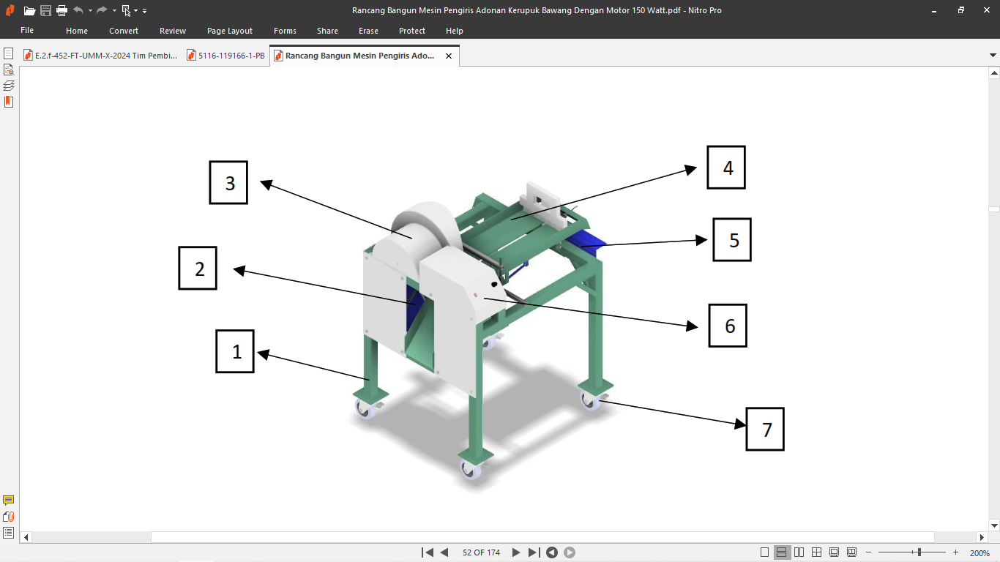 Rancang Bangun Mesin Pengiris Adonan Kerupuk Bawang Dengan Motor 150 Watt.pdf - Nitro Pro
File Home Convert Review Page Layout Forms Share Erase Protect Help
E.2.f-452-FT-UMM-X-2024 Tim Pembi... 5116-119166-1-PB Rancang Bangun Mesin Pengiris Ado...
4
3
5
2
6
1
7
52 OF 174
200%